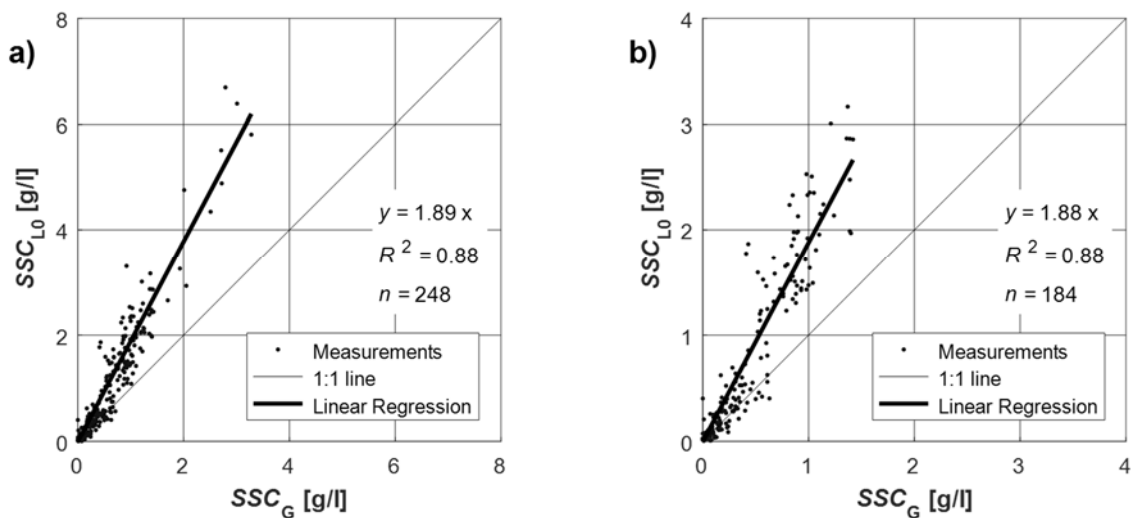 a)
8
6
4
2
0
SSC_L0 [g/l]
y = 1.89 x
R² = 0.88
n = 248
Measurements
1:1 line
Linear Regression
0 2 4 6 8
SSC_G [g/l]
b)
4
3
2
1
0
SSC_L0 [g/l]
y = 1.88 x
R² = 0.88
n = 184
Measurements
1:1 line
Linear Regression
0 1 2 3 4
SSC_G [g/l]